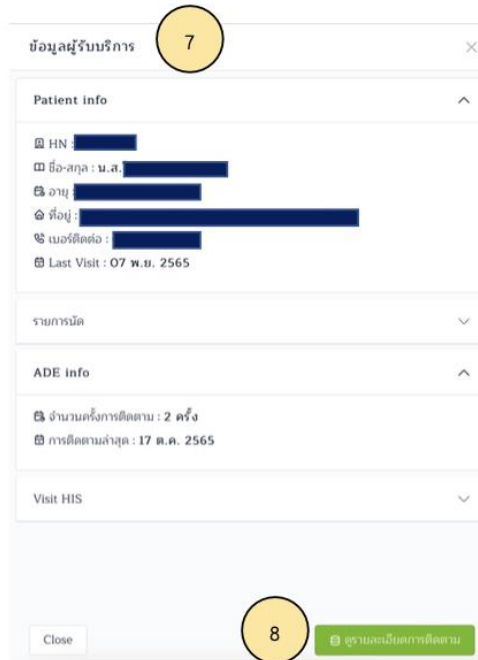 ข้อมูลผู้รับบริการ
7
Patient info
HN :
ชื่อ-สกุล : น.ส.
อายุ :
ที่อยู่ :
เบอร์ติดต่อ :
Last Visit : 07 พ.ย. 2565
รายการนัด
ADE info
จำนวนครั้งการติดตาม : 2 ครั้ง
การติดตามล่าสุด : 17 ต.ค. 2565
Visit HIS
Close
8
ดูรายละเอียดการติดตาม